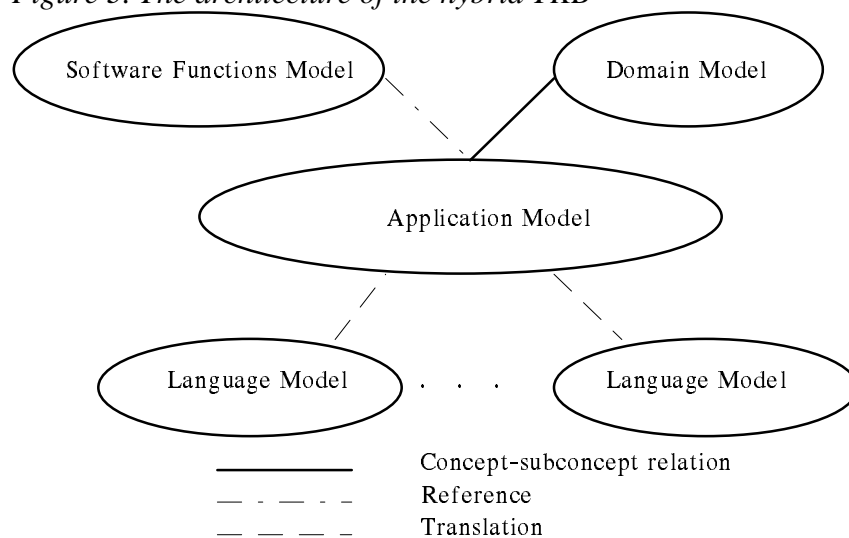 Figure 3. The architecture of the hybrid TKB
Software Functions Model
Domain Model
Application Model
Language Model
. . .
Language Model
Concept-subconcept relation
Reference
Translation